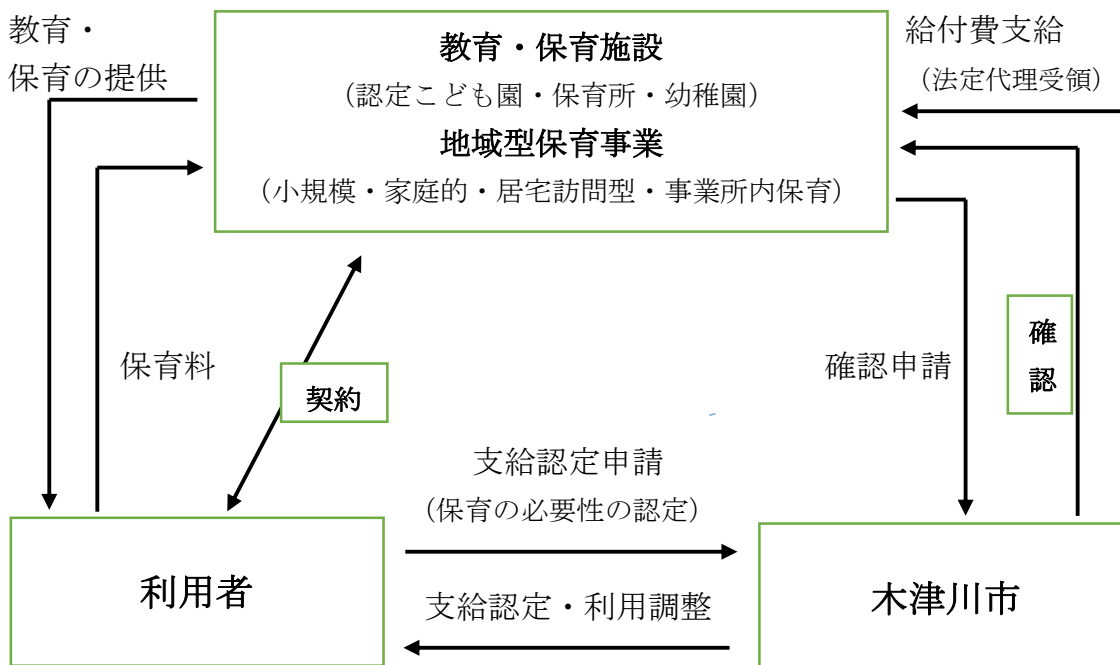 教育・
保育の提供
教育・保育施設
（認定こども園・保育所・幼稚園）
地域型保育事業
（小規模・家庭的・居宅訪問型・事業所内保育）
給付費支給
（法定代理受領）
保育料
契約
確認申請
確
認
支給認定申請
（保育の必要性の認定）
利用者
支給認定・利用調整
木津川市